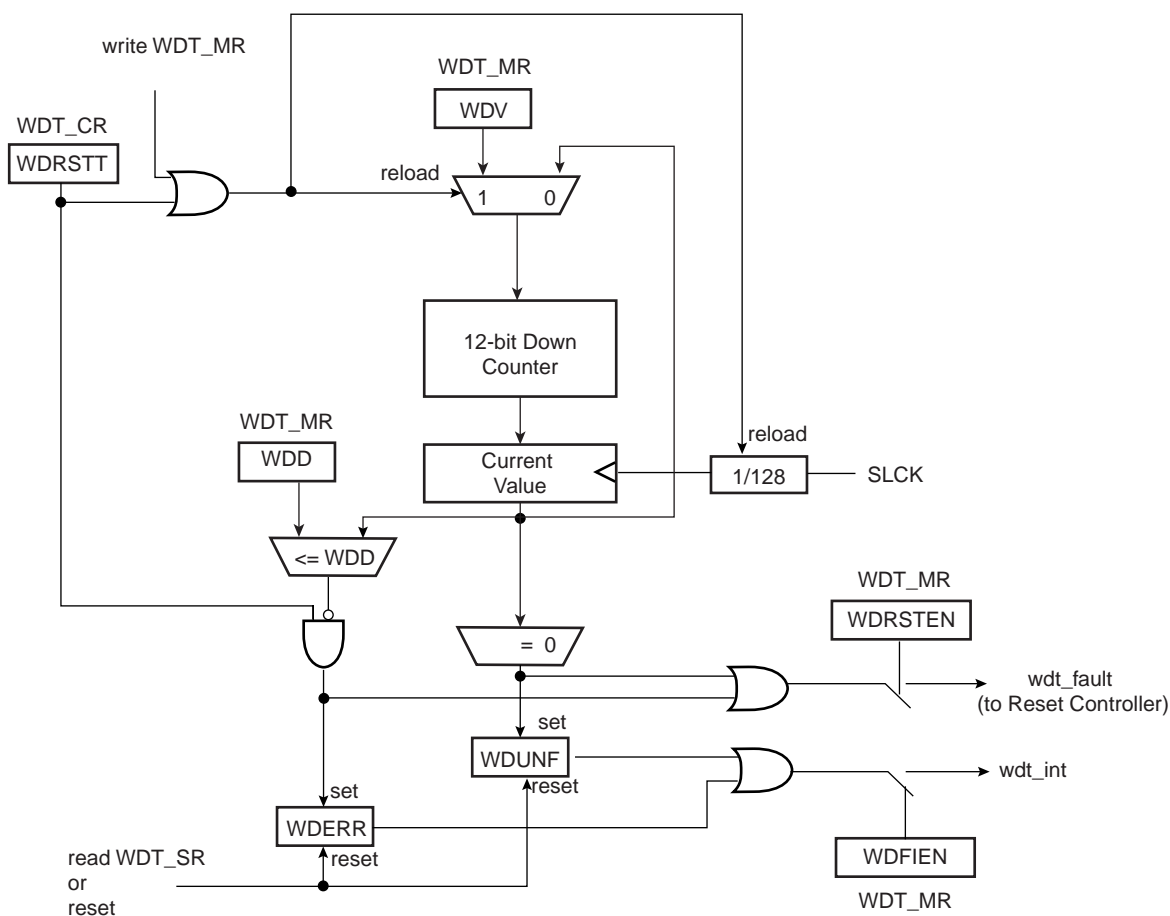 write WDT_MR
WDT_MR
WDV
WDT_CR
WDRSTT
reload
1 0
12-bit Down
Counter
WDT_MR
WDD
reload
Current
Value
1/128
SLCK
<= WDD
WDT_MR
WDRSTEN
= 0
wdt_fault
(to Reset Controller)
set
WDUNF
reset
wdt_int
set
WDERR
reset
read WDT_SR
or
reset
WDFIEN
WDT_MR